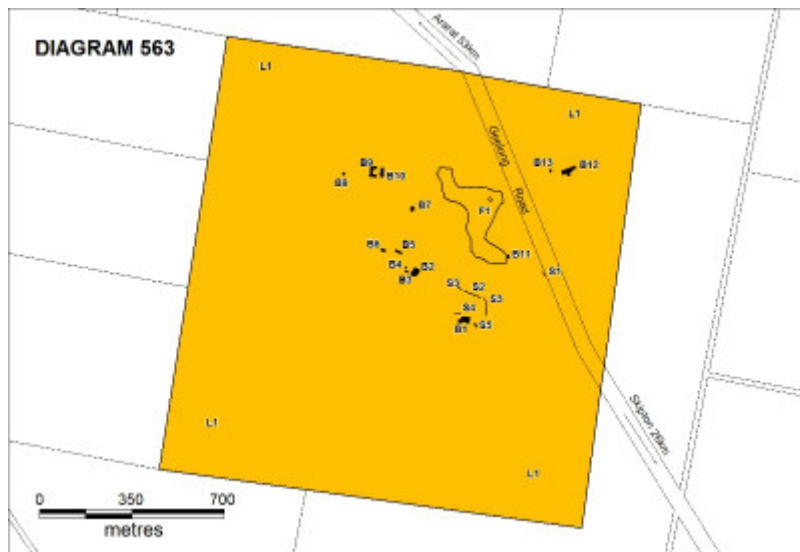 Ararat 53km
DIAGRAM 563
L1
L1
Geelong Road
B9
B13
B12
B8
B10
B7
F1
B6
B5
B11
B4
B2
B3
S1
S3
S2
S3
S4
B1
S5
Skipton 26km
L1
L1
0 350 700
metres